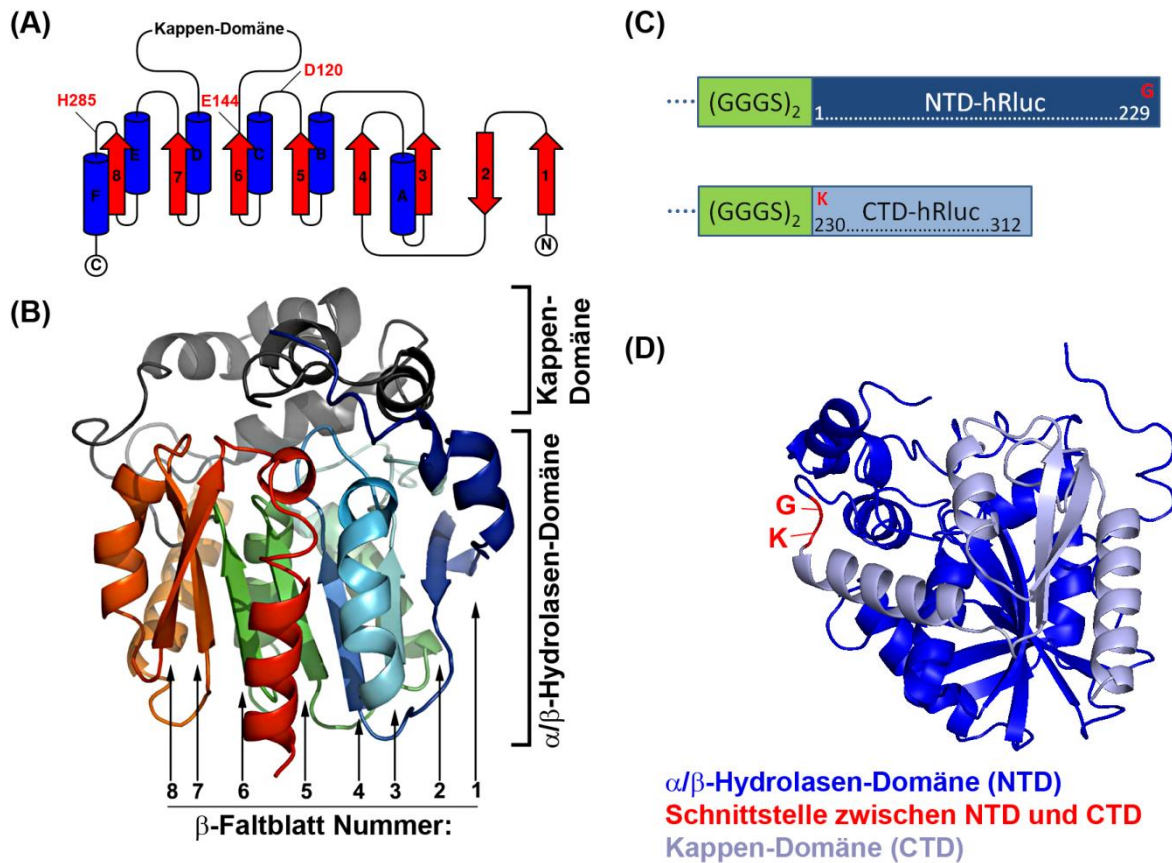 (A)
Kappen-Domäne
D120
H285
E144
E
D
C
B
8
7
6
5
4
3
2
1
F
A
C
N
(B)
Kappen-
Domäne
α/β-Hydrolasen-Domäne
8 7 6 5 4 3 2 1
β-Faltblatt Nummer:
(C)
(GGGS)2 NTD-hRluc G
1 229
(GGGS)2 K CTD-hRluc
230 312
(D)
G
K
α/β-Hydrolasen-Domäne (NTD)
Schnittstelle zwischen NTD und CTD
Kappen-Domäne (CTD)